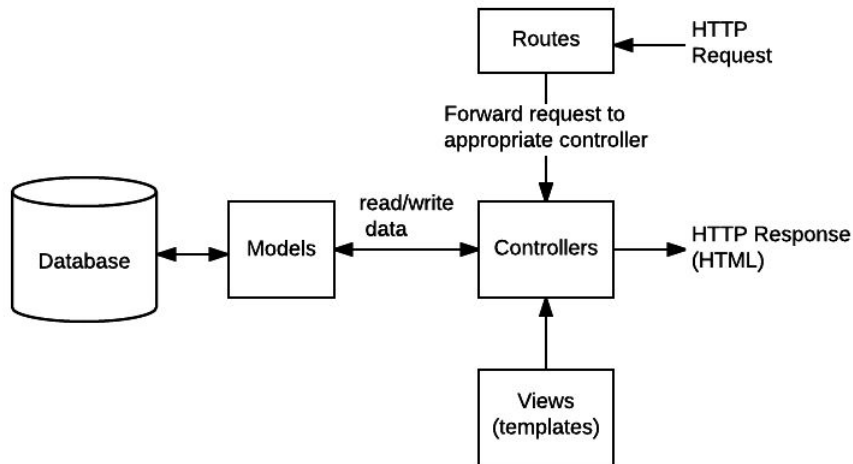 Routes
HTTP
Request
Forward request to
appropriate controller
Database
Models
read/write
data
Controllers
HTTP Response
(HTML)
Views
(templates)